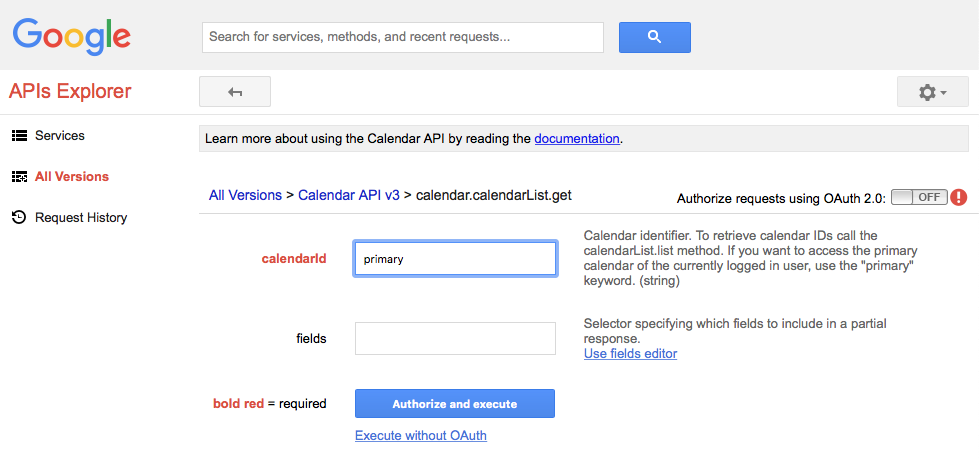 Google
Search for services, methods, and recent requests...
APIs Explorer
Services
All Versions
Request History
Learn more about using the Calendar API by reading the documentation.
All Versions > Calendar API v3 > calendar.calendarList.get
Authorize requests using OAuth 2.0:
OFF
calendarId
primary
Calendar identifier. To retrieve calendar IDs call the
calendarList.list method. If you want to access the primary
calendar of the currently logged in user, use the "primary"
keyword. (string)
fields
Selector specifying which fields to include in a partial
response.
Use fields editor
bold red = required
Authorize and execute
Execute without OAuth